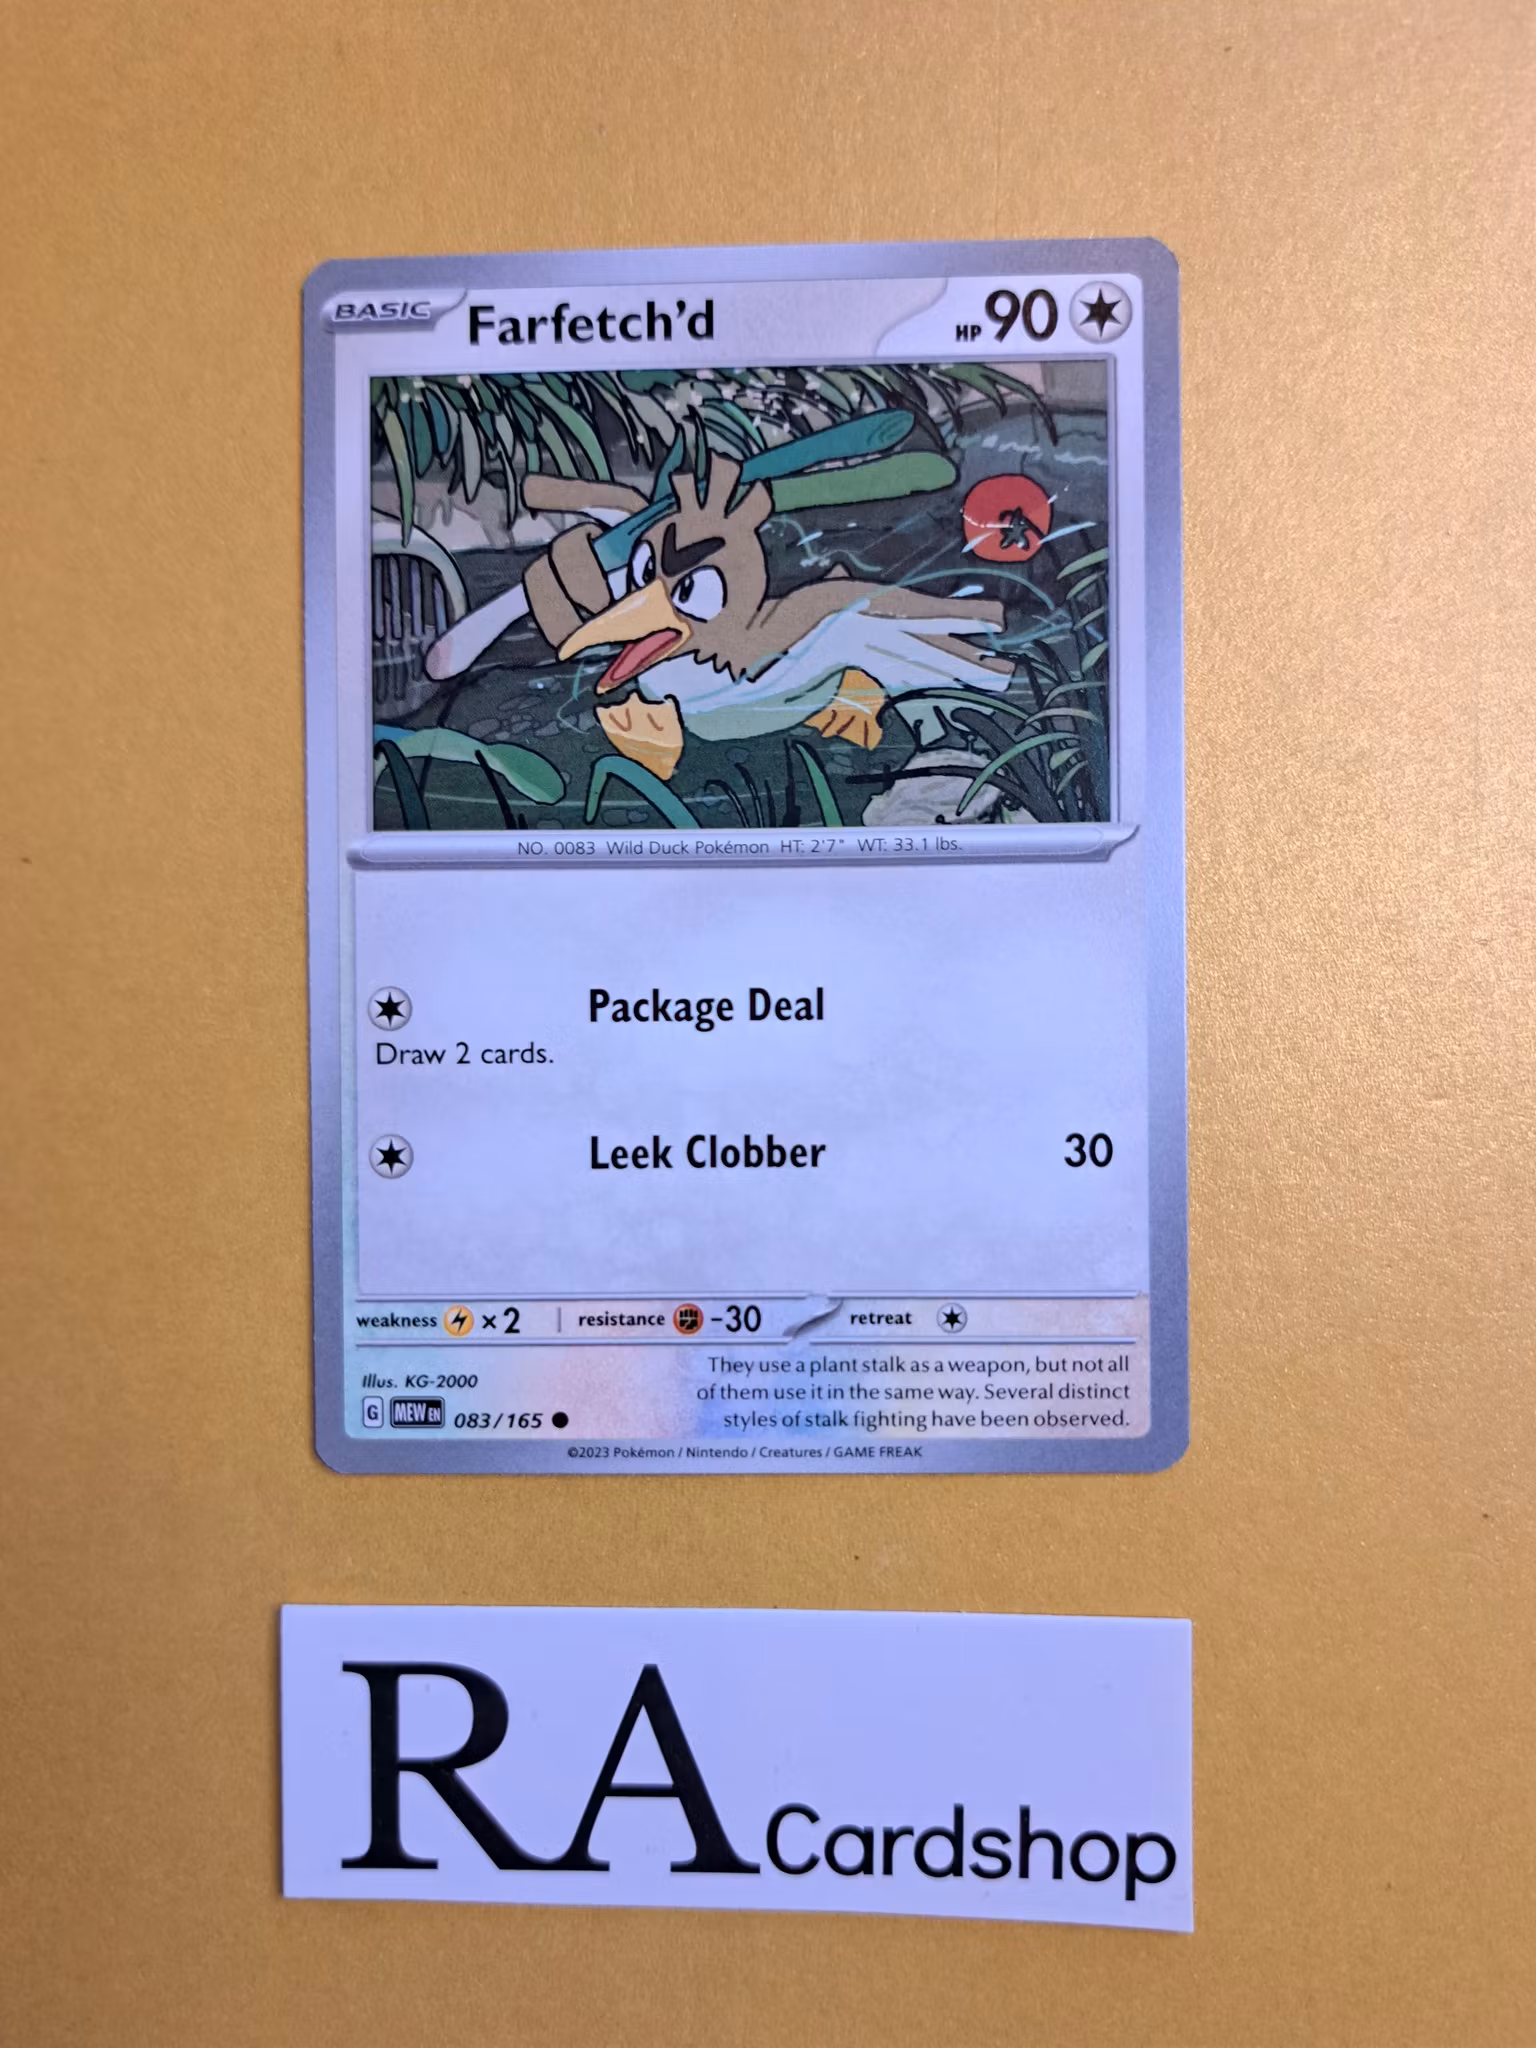 BASIC Farfetch'd HP 90
NO. 0083 Wild Duck Pokémon HT: 2'7" WT: 33.1 lbs.
Package Deal
Draw 2 cards.
Leek Clobber 30
weakness ×2 resistance -30 retreat
Illus. KG-2000
They use a plant stalk as a weapon, but not all
of them use it in the same way. Several distinct
styles of stalk fighting have been observed.
G MEW EN 083/165
©2023 Pokémon / Nintendo / Creatures / GAME FREAK
RA Cardshop